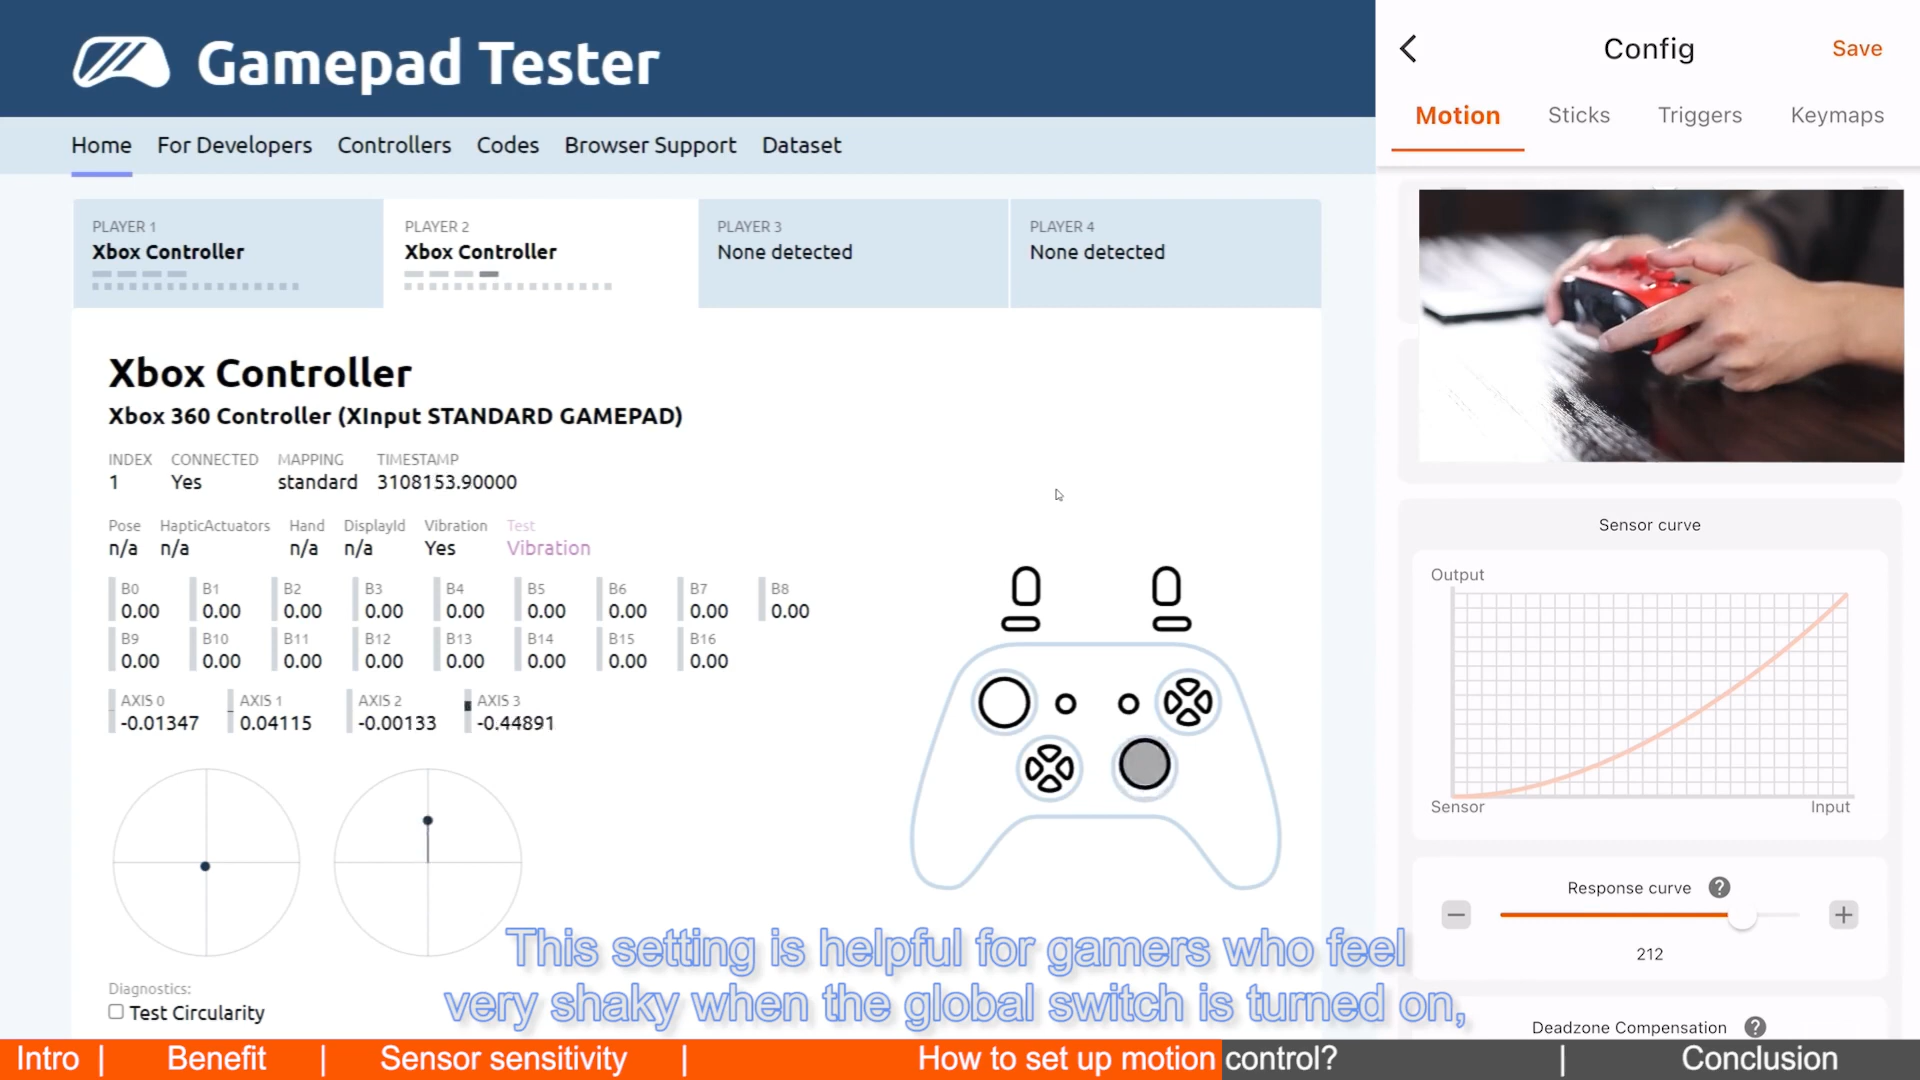 Gamepad Tester
Home For Developers Controllers Codes Browser Support Dataset
PLAYER 1
Xbox Controller
PLAYER 2
Xbox Controller
PLAYER 3
None detected
PLAYER 4
None detected
Xbox Controller
Xbox 360 Controller (XInput STANDARD GAMEPAD)
INDEX CONNECTED MAPPING TIMESTAMP
1 Yes standard 3108153.90000
Pose HapticActuators Hand DisplayId Vibration Test
n/a n/a n/a n/a Yes Vibration
B0 B1 B2 B3 B4 B5 B6 B7 B8
0.00 0.00 0.00 0.00 0.00 0.00 0.00 0.00 0.00
B9 B10 B11 B12 B13 B14 B15 B16
0.00 0.00 0.00 0.00 0.00 0.00 0.00 0.00
AXIS 0 AXIS 1 AXIS 2 AXIS 3
-0.01347 0.04115 -0.00133 -0.44891
Diagnostics:
Test Circularity
Config Save
Motion Sticks Triggers Keymaps
Sensor curve
Output
Sensor Input
Response curve ?
− +
212
Deadzone Compensation ?
This setting is helpful for gamers who feel
very shaky when the global switch is turned on,
Intro | Benefit | Sensor sensitivity | How to set up motion control? | Conclusion